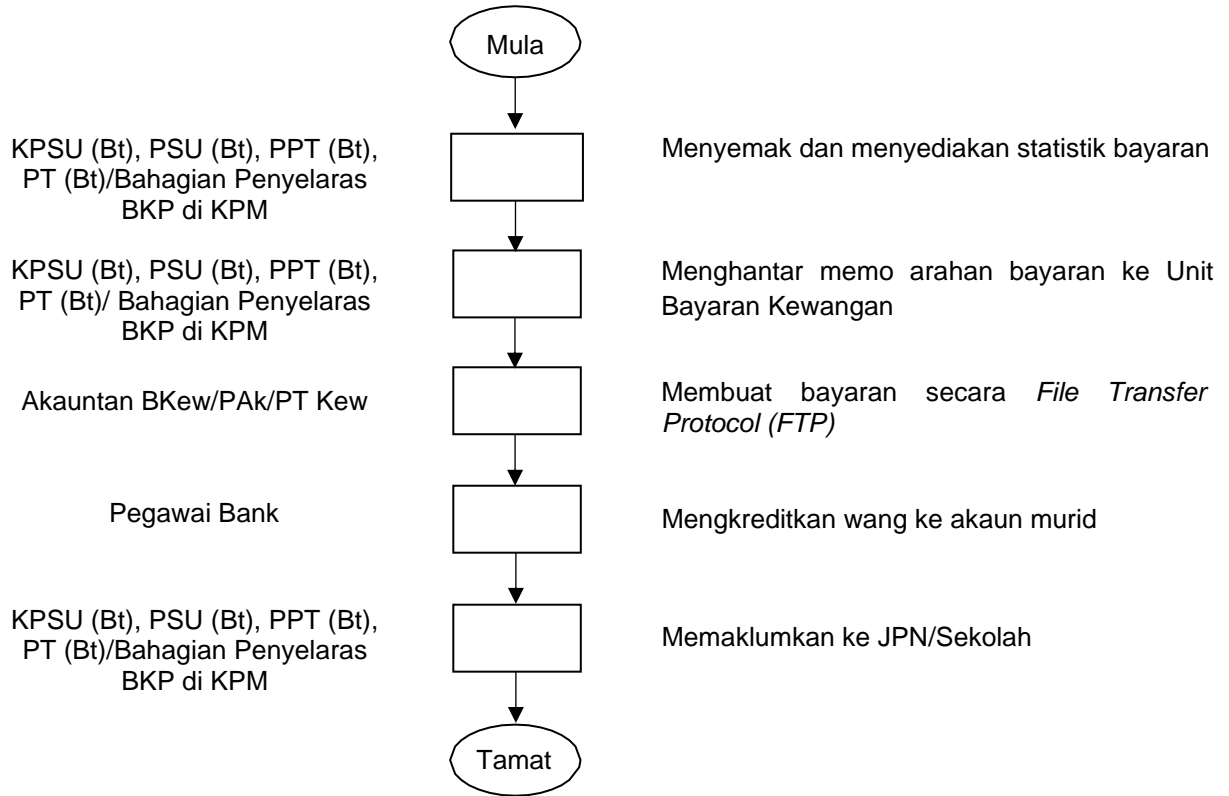 Mula
KPSU (Bt), PSU (Bt), PPT (Bt),
PT (Bt)/Bahagian Penyelaras
BKP di KPM
Menyemak dan menyediakan statistik bayaran
KPSU (Bt), PSU (Bt), PPT (Bt),
PT (Bt)/ Bahagian Penyelaras
BKP di KPM
Menghantar memo arahan bayaran ke Unit
Bayaran Kewangan
Akauntan BKew/PAk/PT Kew
Membuat bayaran secara File Transfer
Protocol (FTP)
Pegawai Bank
Mengkreditkan wang ke akaun murid
KPSU (Bt), PSU (Bt), PPT (Bt),
PT (Bt)/Bahagian Penyelaras
BKP di KPM
Memaklumkan ke JPN/Sekolah
Tamat